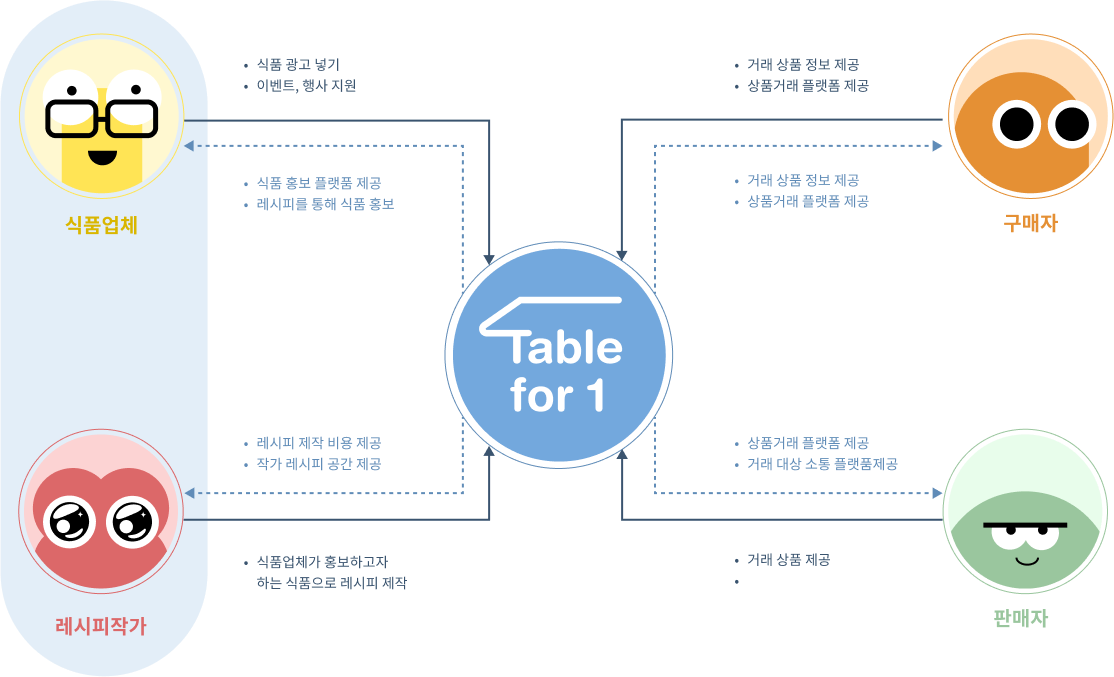 • 식품 광고 넣기
• 이벤트, 행사 지원
• 식품 홍보 플랫폼 제공
• 레시피를 통해 식품 홍보
식품업체
• 거래 상품 정보 제공
• 상품거래 플랫폼 제공
• 거래 상품 정보 제공
• 상품거래 플랫폼 제공
구매자
Table
for 1
• 레시피 제작 비용 제공
• 작가 레시피 공간 제공
• 식품업체가 홍보하고자
하는 식품으로 레시피 제작
레시피작가
• 상품거래 플랫폼 제공
• 거래 대상 소통 플랫품제공
• 거래 상품 제공
•
판매자